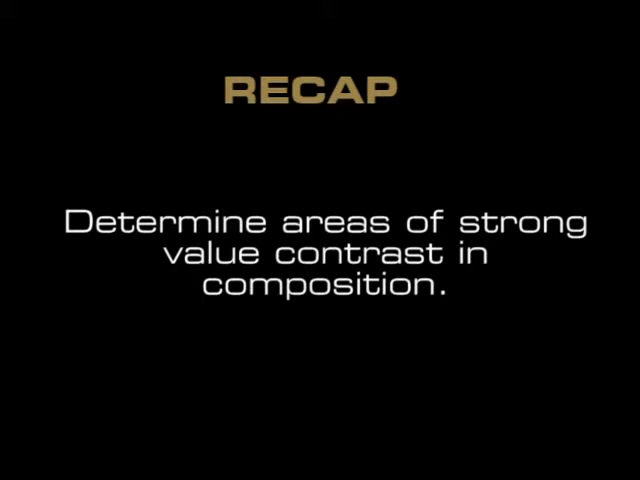 RECAP
Determine areas of strong
value contrast in
composition.